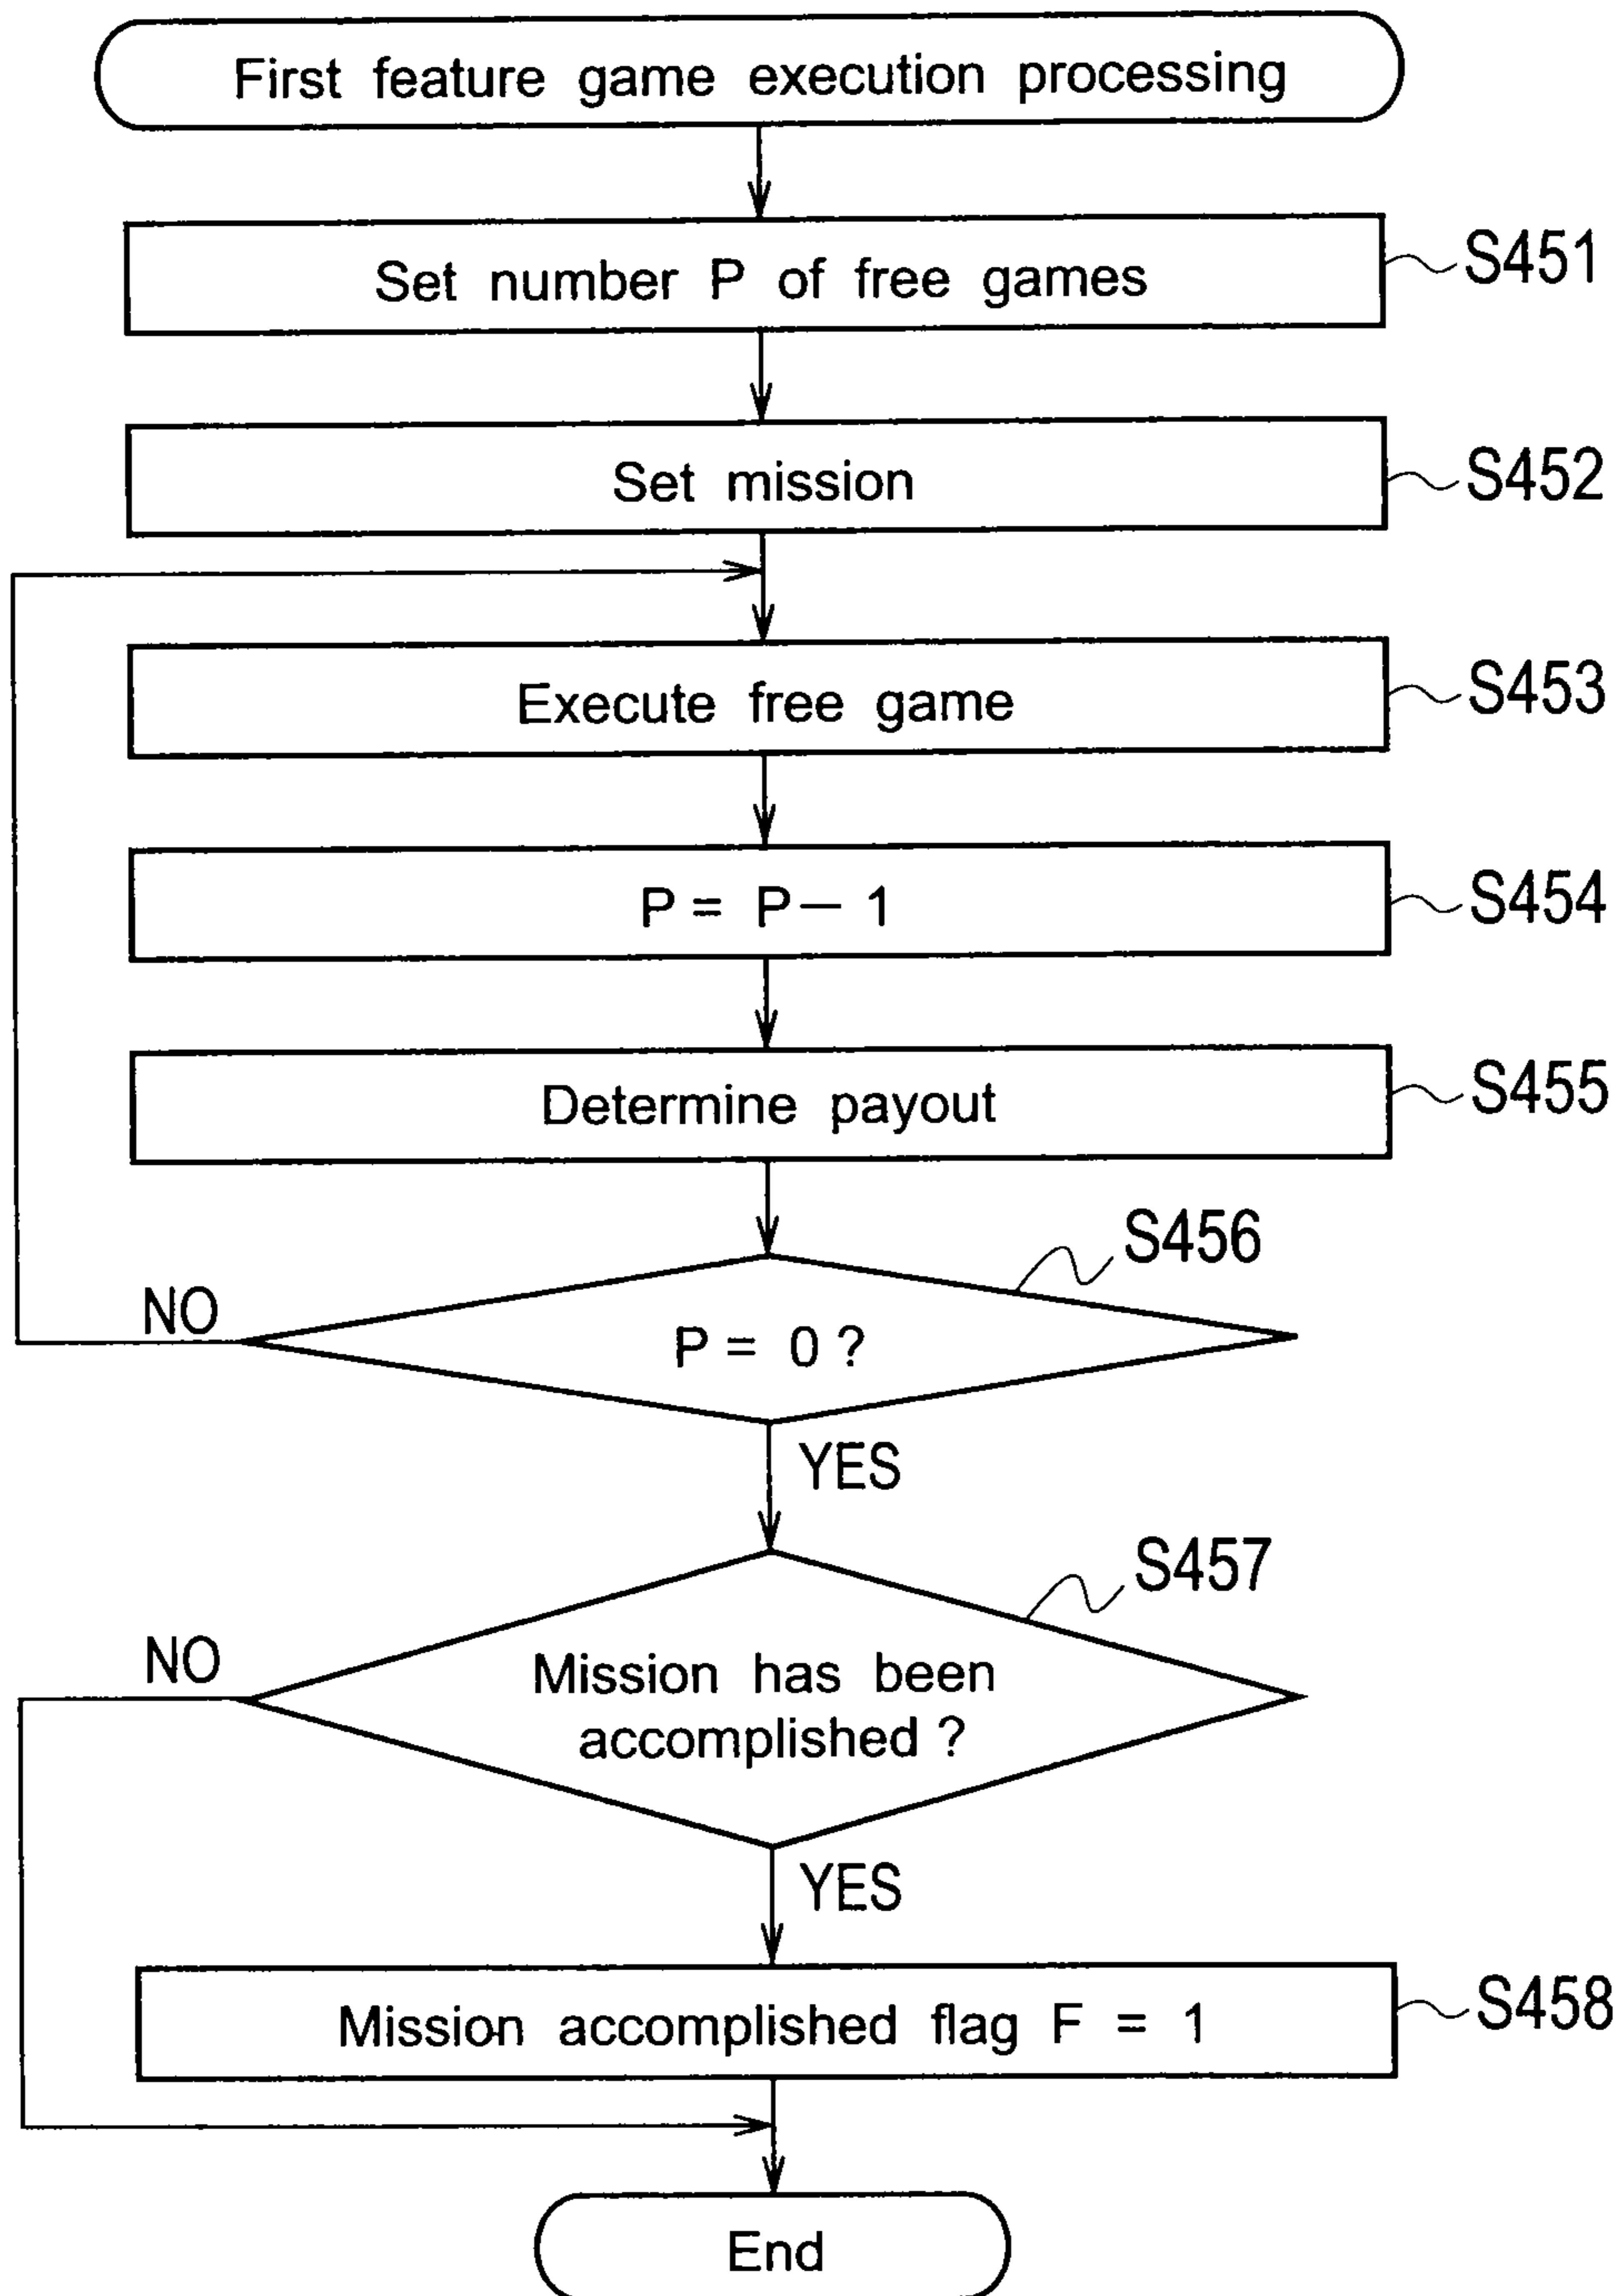 First feature game execution processing
Set number P of free games
S451
Set mission
S452
Execute free game
S453
P = P − 1
S454
Determine payout
S455
S456
NO
P = 0 ?
YES
S457
NO
Mission has been
accomplished ?
YES
Mission accomplished flag F = 1
S458
End